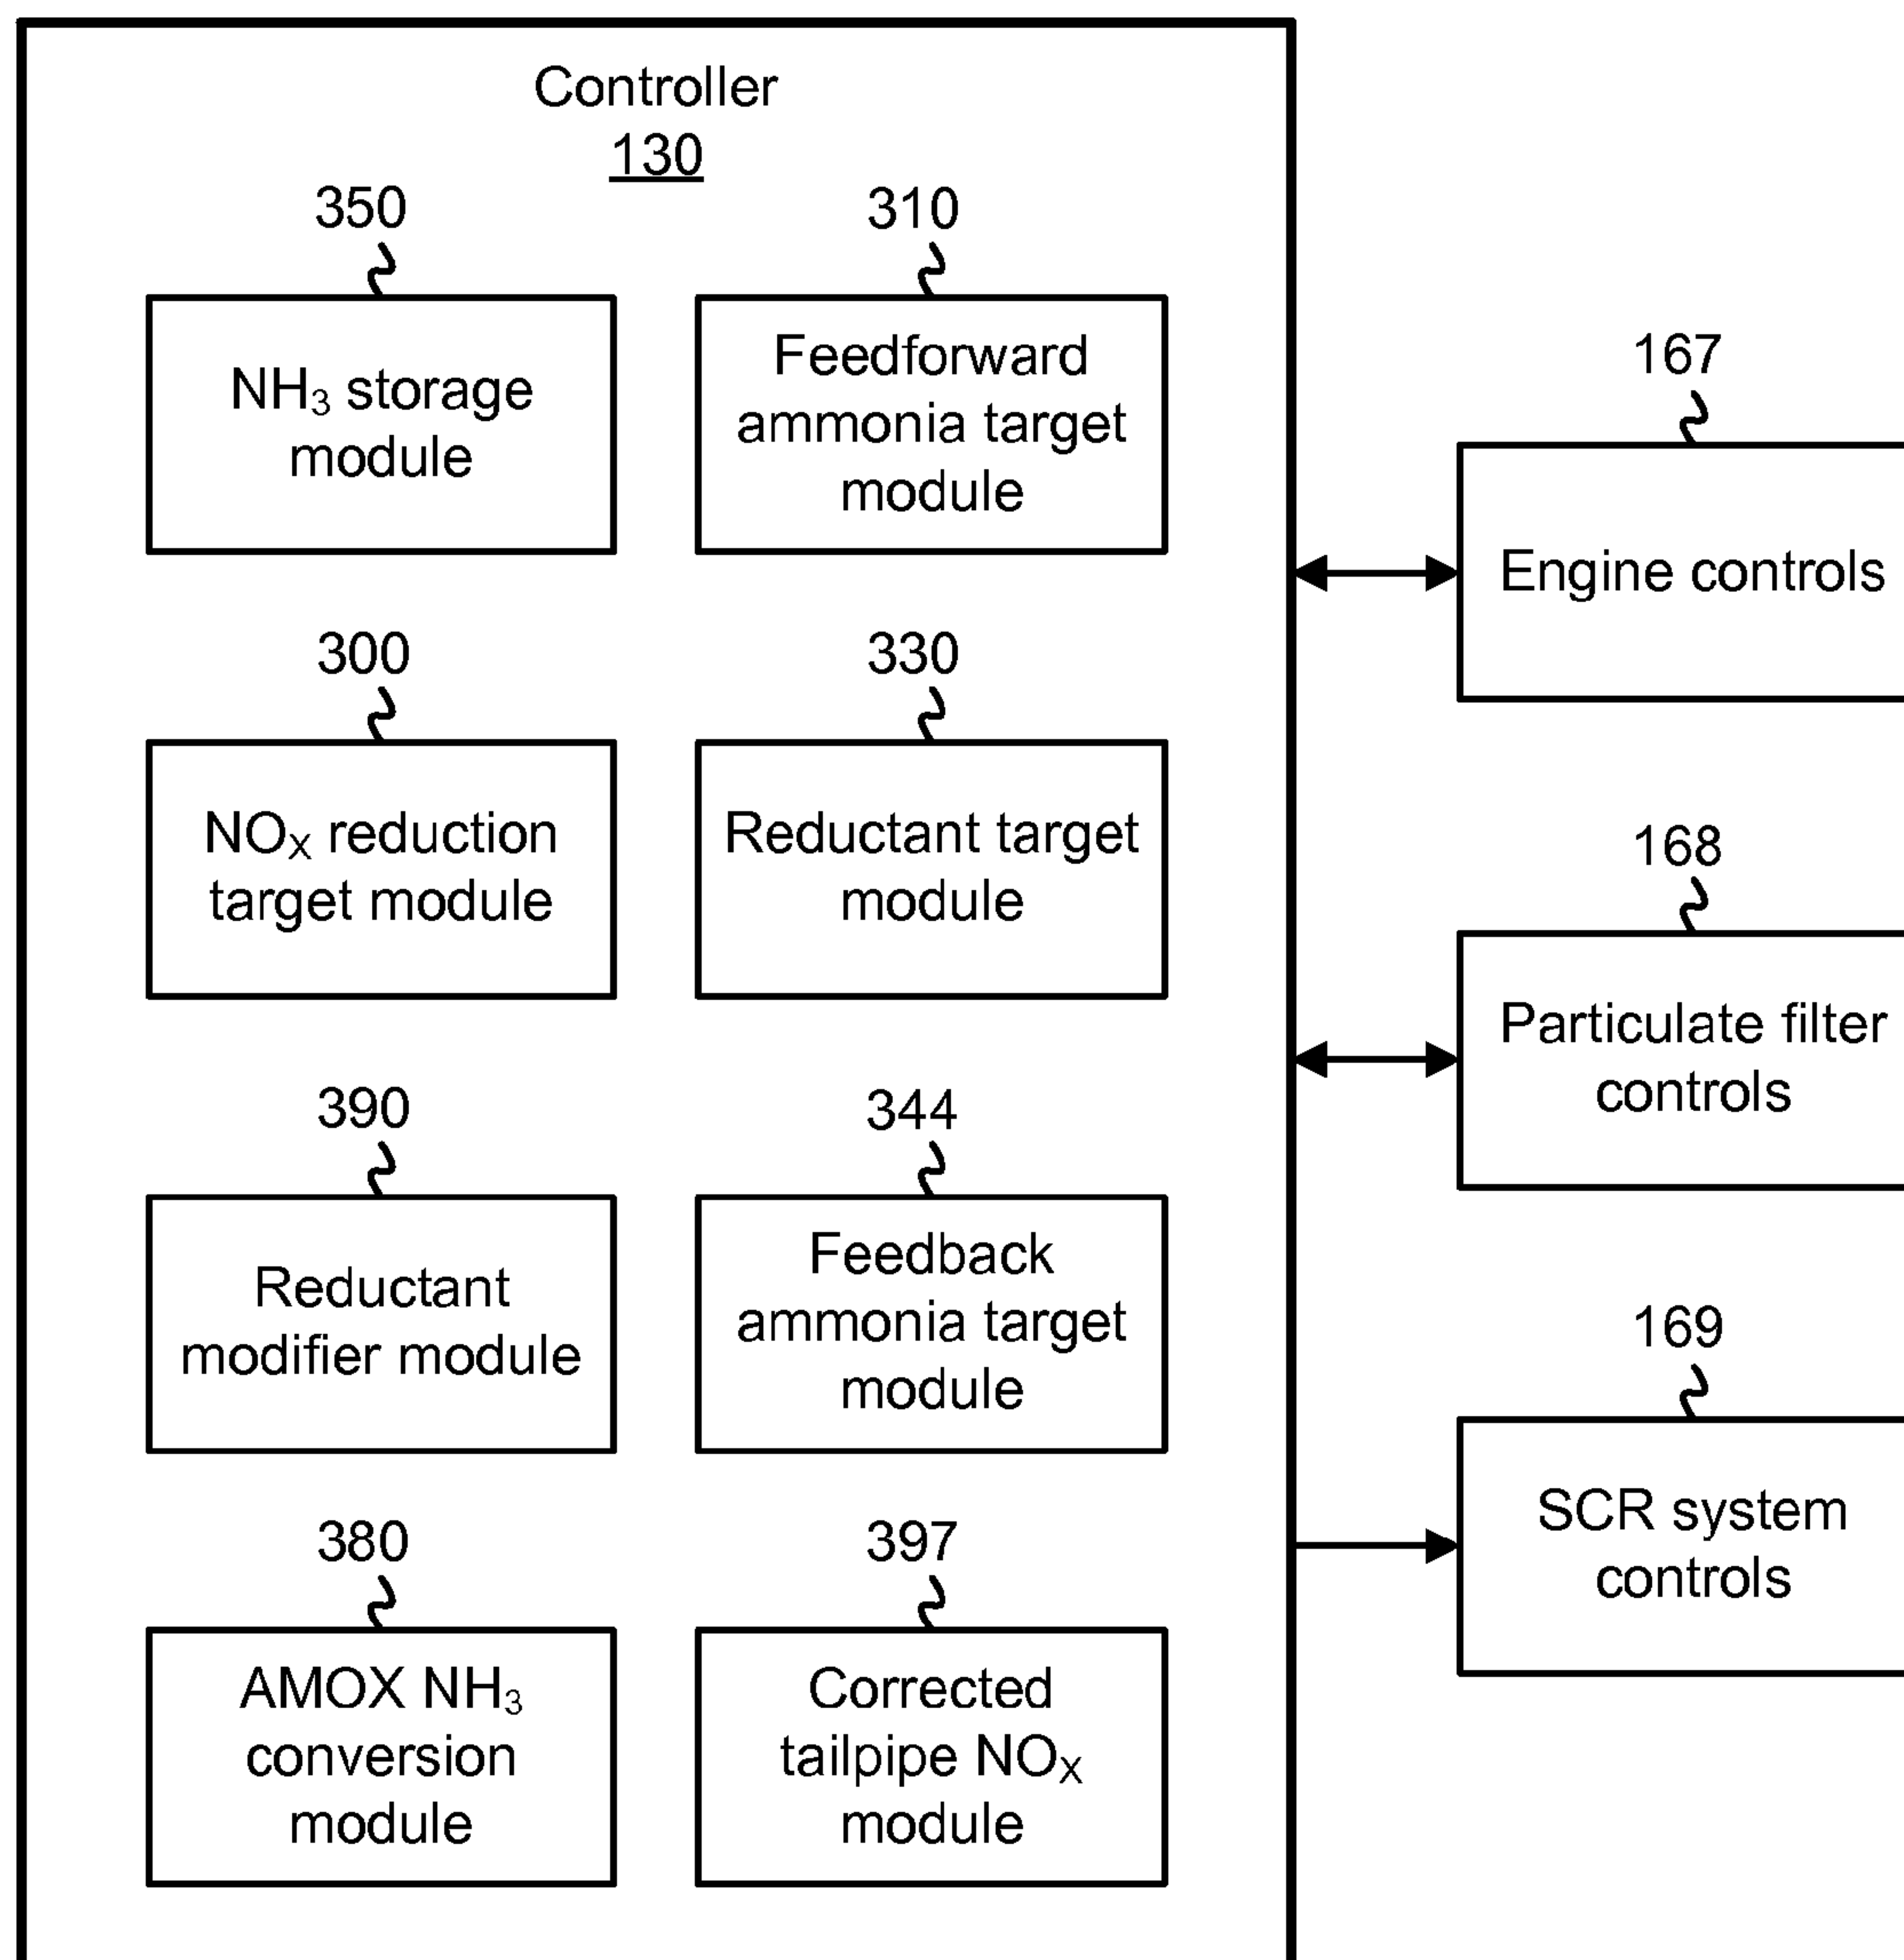 Controller
130
350
NH₃ storage
module
310
Feedforward
ammonia target
module
300
NOX reduction
target module
330
Reductant target
module
390
Reductant
modifier module
344
Feedback
ammonia target
module
380
AMOX NH₃
conversion
module
397
Corrected
tailpipe NOX
module
167
Engine controls
168
Particulate filter
controls
169
SCR system
controls